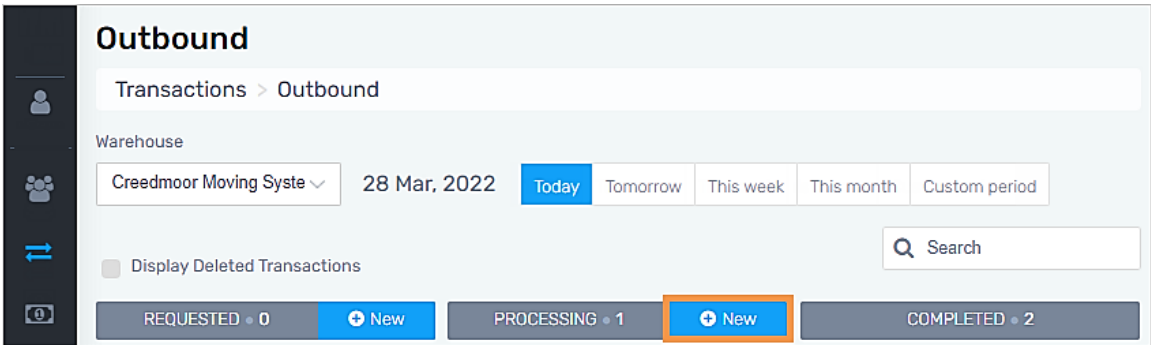 Outbound
Transactions > Outbound
Warehouse
Creedmoor Moving Syste 28 Mar, 2022 Today Tomorrow This week This month Custom period
Search
Display Deleted Transactions
REQUESTED • 0 New PROCESSING • 1 New COMPLETED • 2